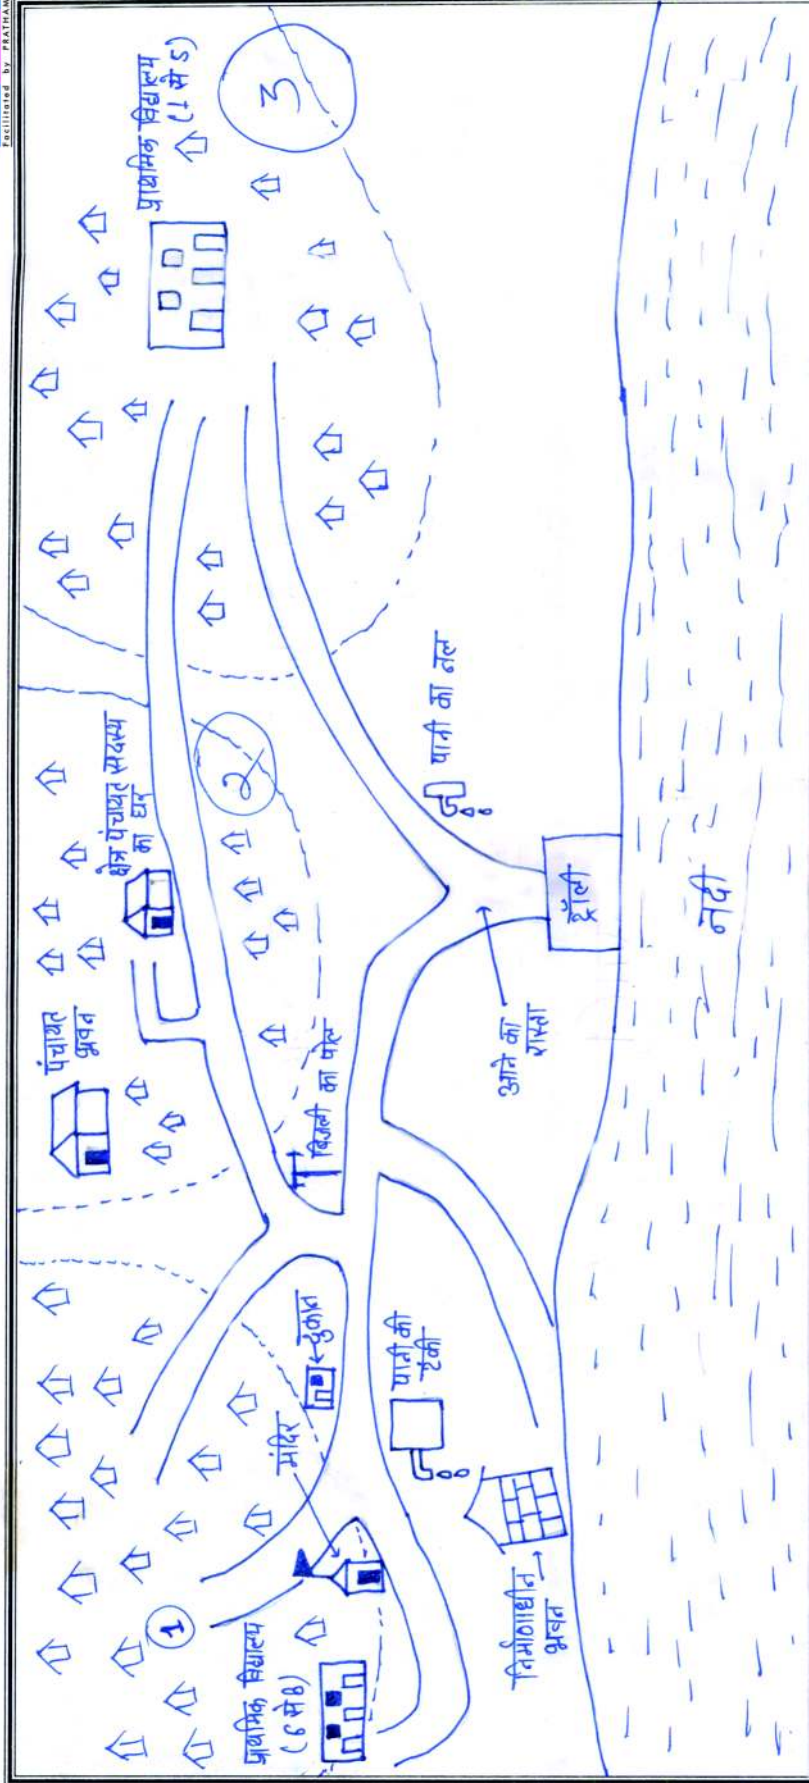 Facilitated by PRATHAM
प्राथमिक विद्यालय
(1 से 5)
3
क्षेत्र पंचायत सदस्य
का घर
2
पंचायत
भवन
पानी का नल
बिजली का पोल
आने का
रास्ता
ट्रॉली
नदी
दुकान
मंदिर
पानी की
टंकी
1
प्राथमिक विद्यालय
(6 से 8)
निर्माणाधीन
भवन